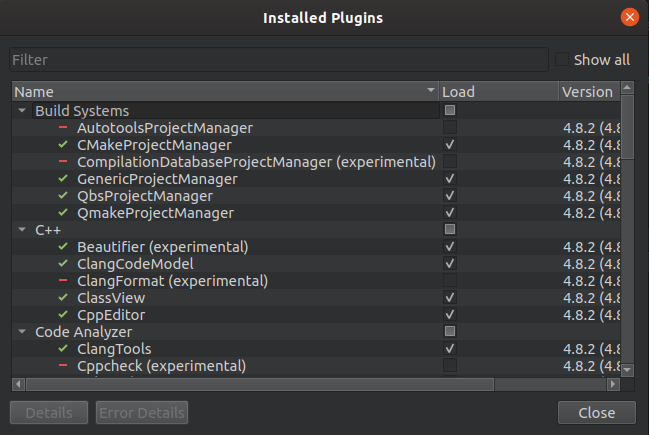 Installed Plugins
Filter
Show all
Name Load Version
Build Systems
AutotoolsProjectManager 4.8.2 (4.8
CMakeProjectManager 4.8.2 (4.8
CompilationDatabaseProjectManager (experimental) 4.8.2 (4.8
GenericProjectManager 4.8.2 (4.8
QbsProjectManager 4.8.2 (4.8
QmakeProjectManager 4.8.2 (4.8
C++
Beautifier (experimental) 4.8.2 (4.8
ClangCodeModel 4.8.2 (4.8
ClangFormat (experimental) 4.8.2 (4.8
ClassView 4.8.2 (4.8
CppEditor 4.8.2 (4.8
Code Analyzer
ClangTools 4.8.2 (4.8
Cppcheck (experimental) 4.8.2 (4.8
Details Error Details Close